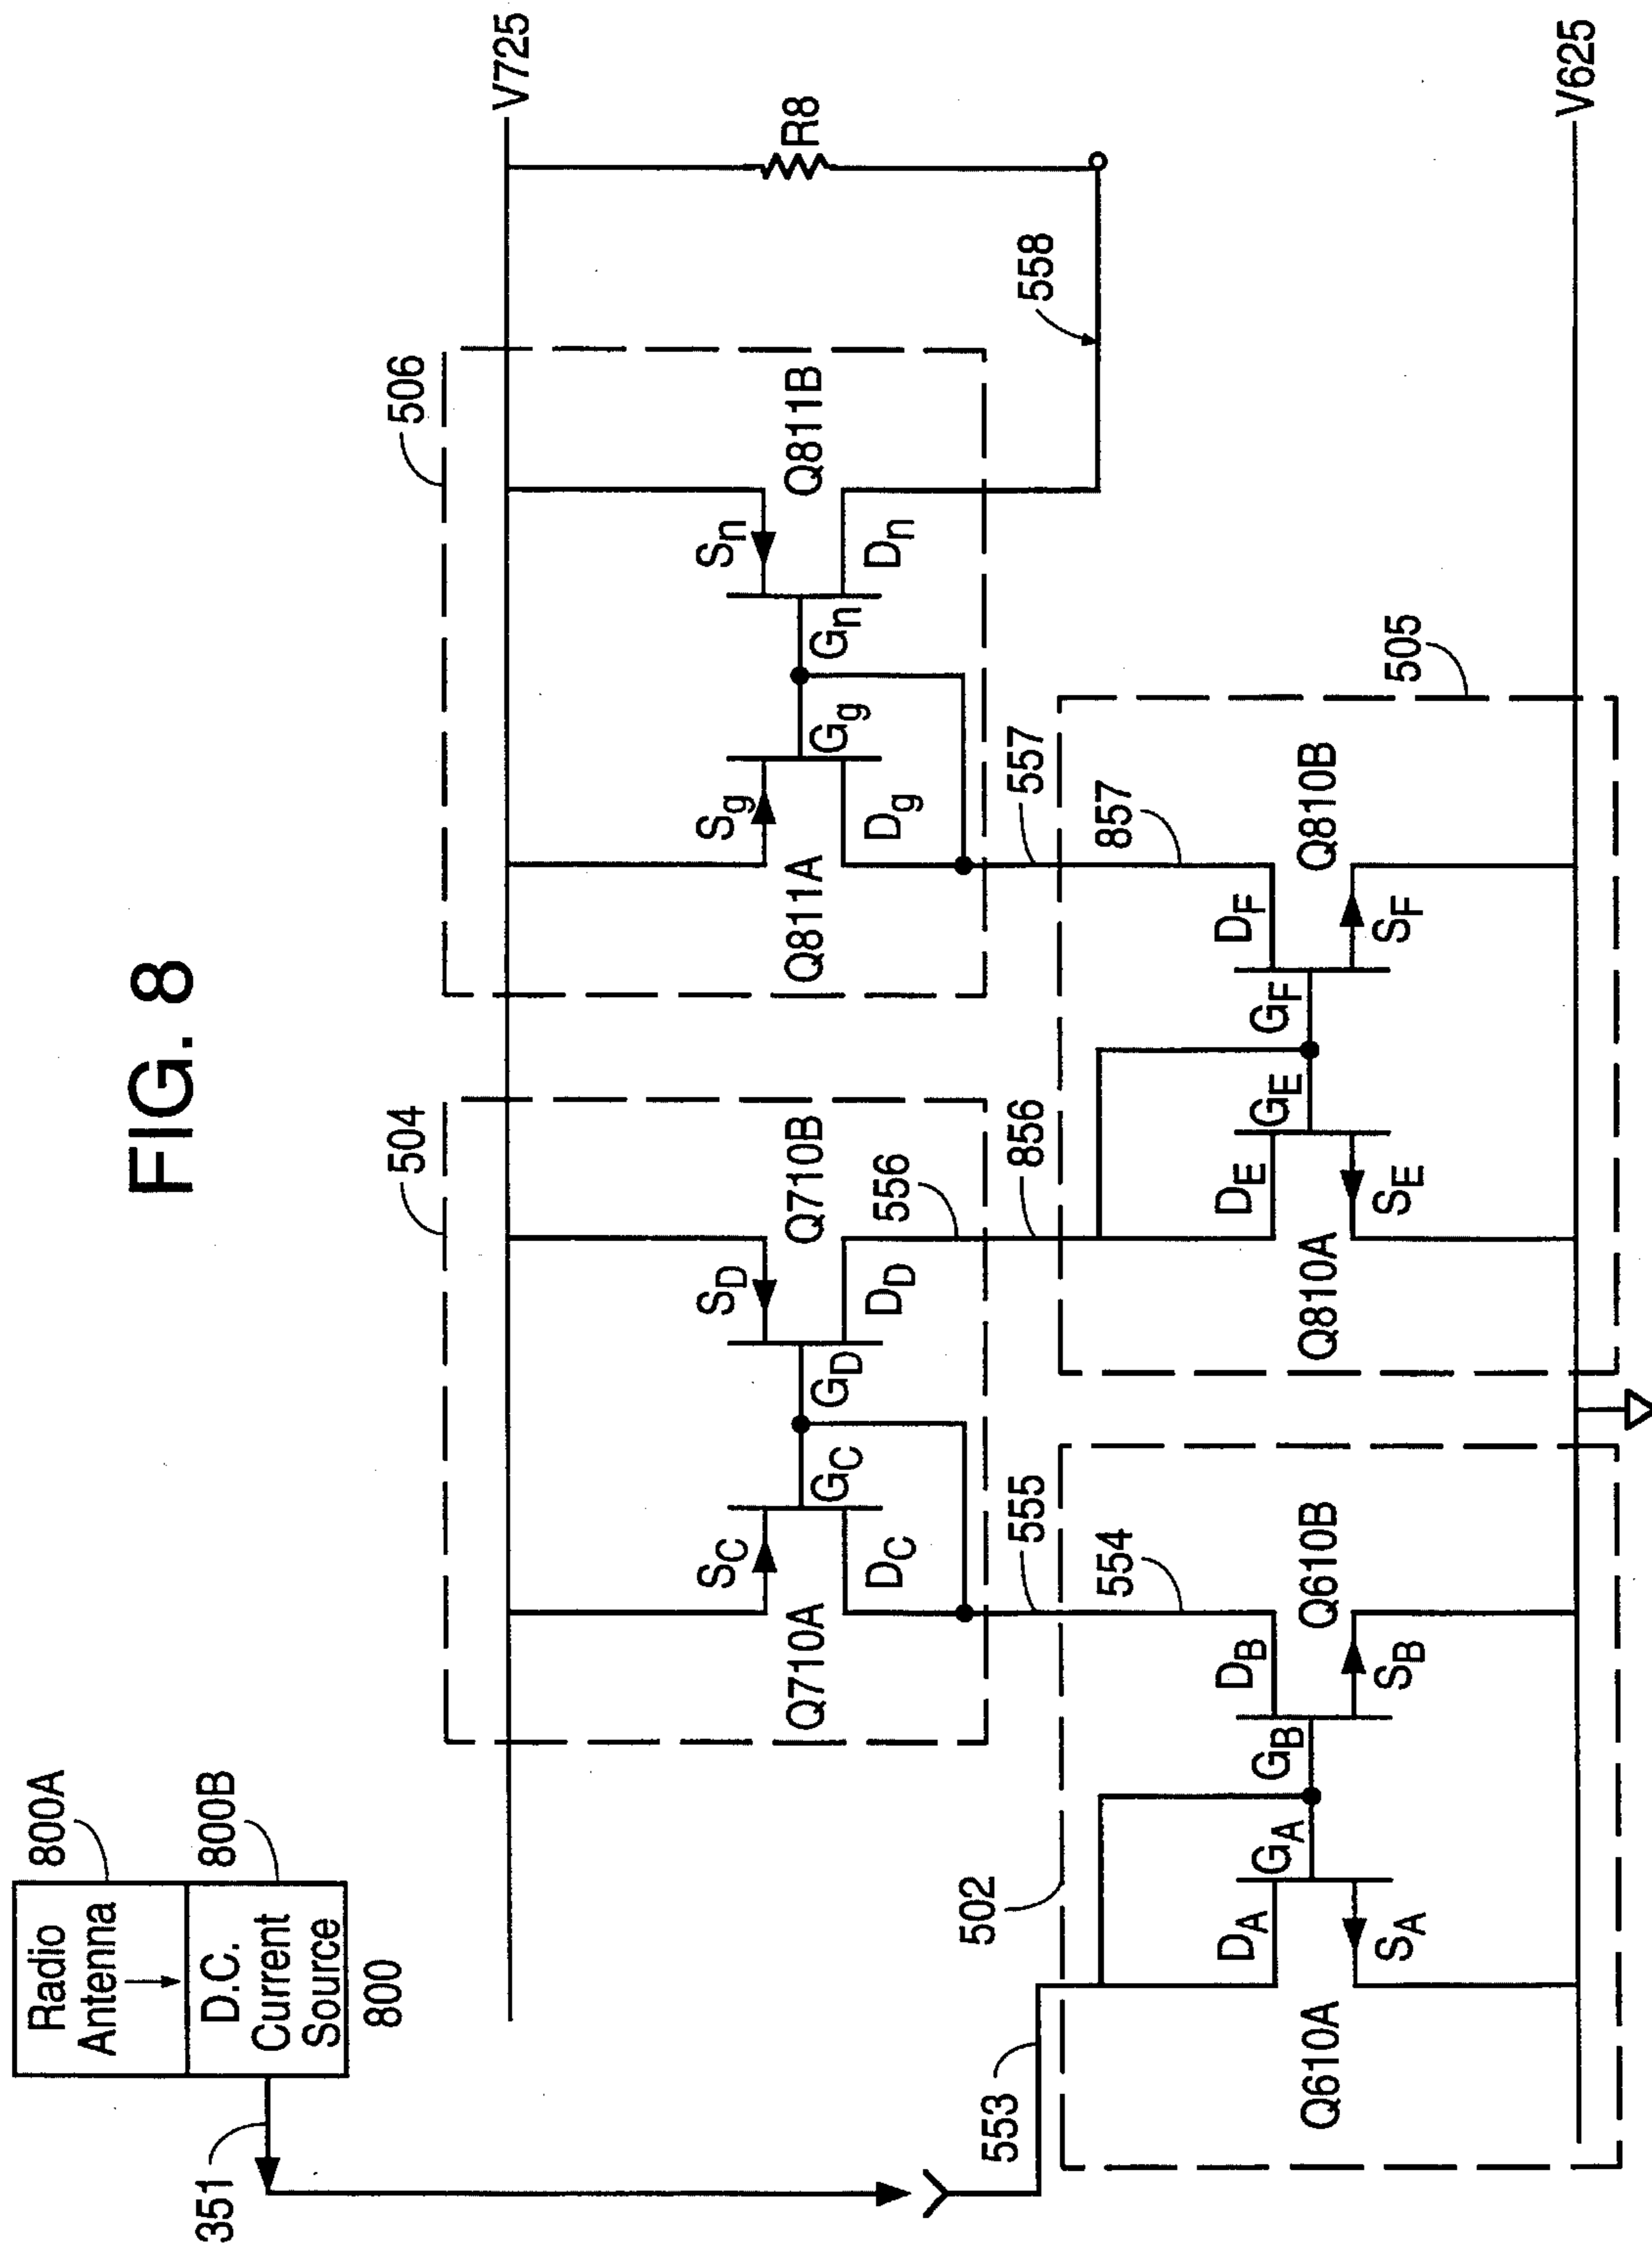 FIG. 8
Radio
Antenna
800A
D.C.
Current
Source
800B
800
351
V725
504
506
SC
SD
Sg
Sn
Q710A
Q710B
Q811A
Q811B
R8
GC
GD
Gg
Gn
DC
DD
Dg
Dn
556
558
553
502
555
856
557
554
857
505
DA
DB
DE
DF
GA
GB
GE
GF
Q610A
Q610B
Q810A
Q810B
SA
SB
SE
SF
V625